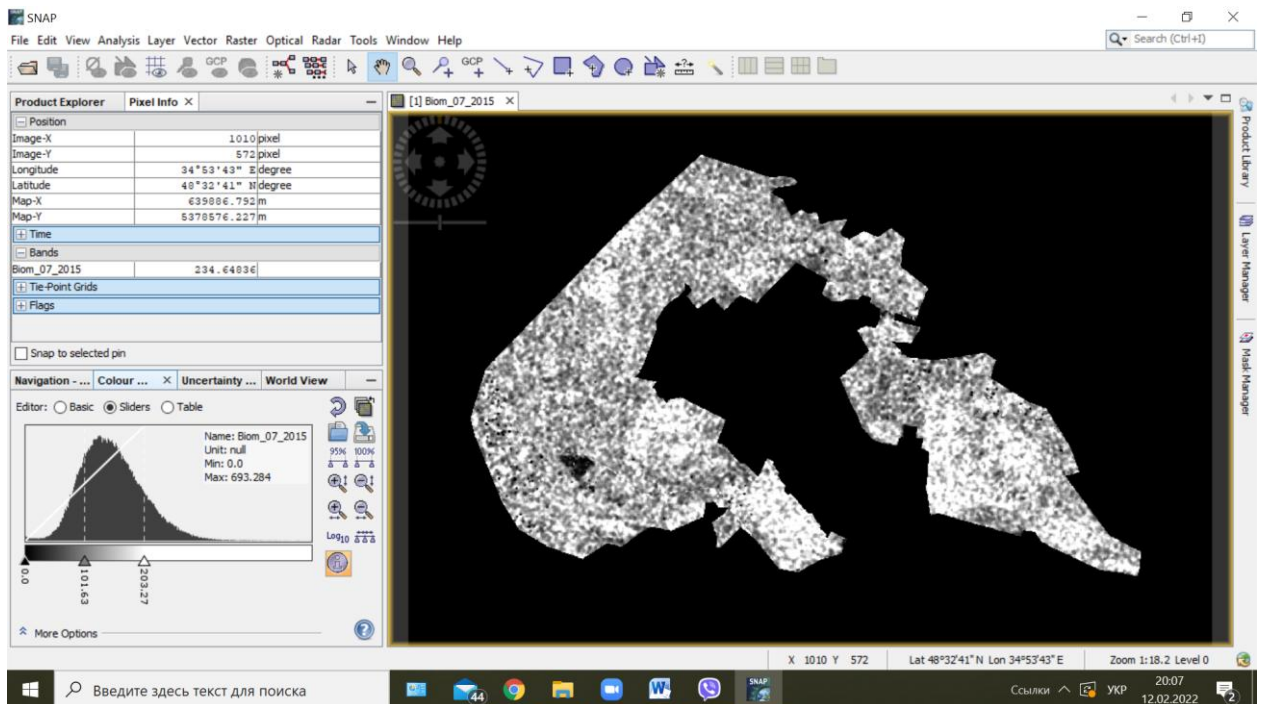 SNAP
File Edit View Analysis Layer Vector Raster Optical Radar Tools Window Help
Search (Ctrl+I)
GCP
GCP
Product Explorer Pixel Info
[1] Biom_07_2015
Position
Image-X 1010 pixel
Image-Y 572 pixel
Longitude 34°53'43" E degree
Latitude 48°32'41" N degree
Map-X 639886.792 m
Map-Y 5378576.227 m
Time
Bands
Biom_07_2015 234.64836
Tie-Point Grids
Flags
Snap to selected pin
Product Library
Layer Manager
Mask Manager
Navigation - ... Colour ... Uncertainty ... World View
Editor: Basic Sliders Table
Name: Biom_07_2015
Unit: null
Min: 0.0
Max: 693.284
95% 100%
Log10
0.0
101.63
203.27
More Options
X 1010 Y 572 Lat 48°32'41" N Lon 34°53'43" E Zoom 1:18.2 Level 0
Введите здесь текст для поиска
44
SNAP
Ссылки УКР 20:07
12.02.2022
2